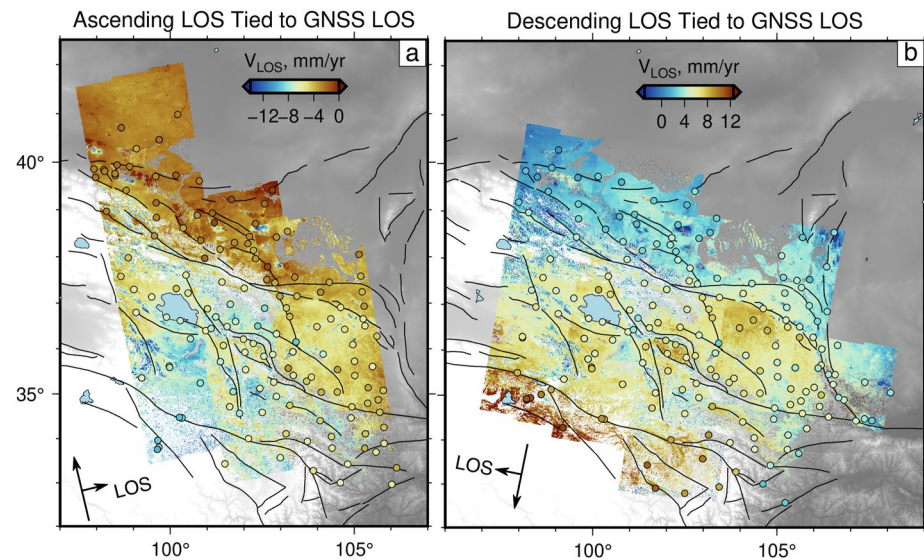 Ascending LOS Tied to GNSS LOS
Descending LOS Tied to GNSS LOS
a
V_LOS, mm/yr
−12 −8 −4 0
b
V_LOS, mm/yr
0 4 8 12
40°
35°
LOS
LOS
100° 105°
100° 105°